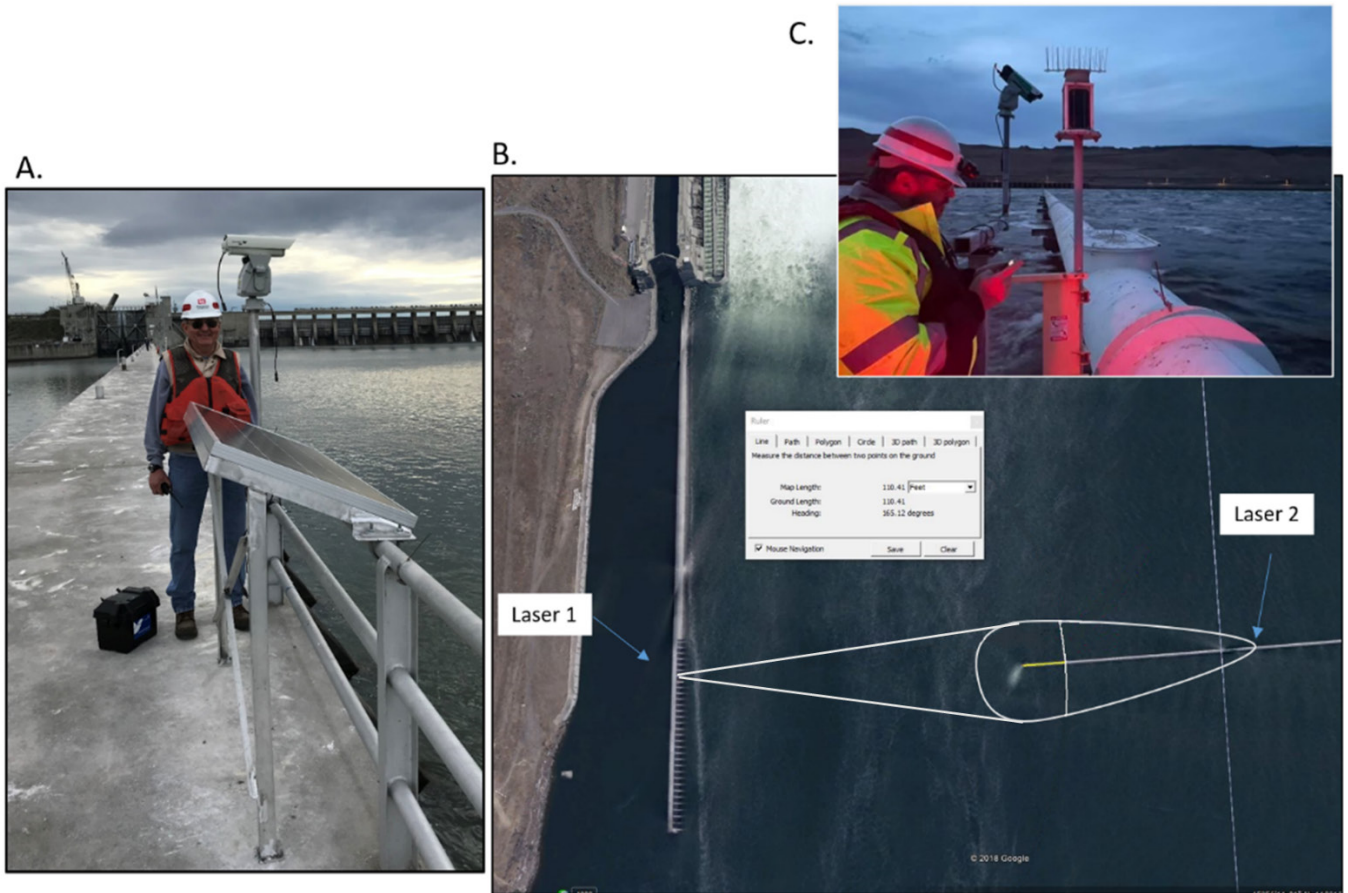 A.
B.
C.
Ruler
Line Path Polygon Circle 3D path 3D polygon
Measure the distance between two points on the ground
Map Length: 110.41 Feet
Ground Length: 110.41
Heading: 165.12 degrees
Mouse Navigation Save Clear
Laser 1
Laser 2
© 2018 Google